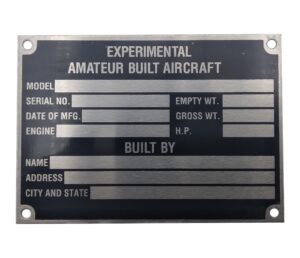 EXPERIMENTAL
AMATEUR BUILT AIRCRAFT
MODEL
SERIAL NO. EMPTY WT.
DATE OF MFG. GROSS WT.
ENGINE H.P.
BUILT BY
NAME
ADDRESS
CITY AND STATE